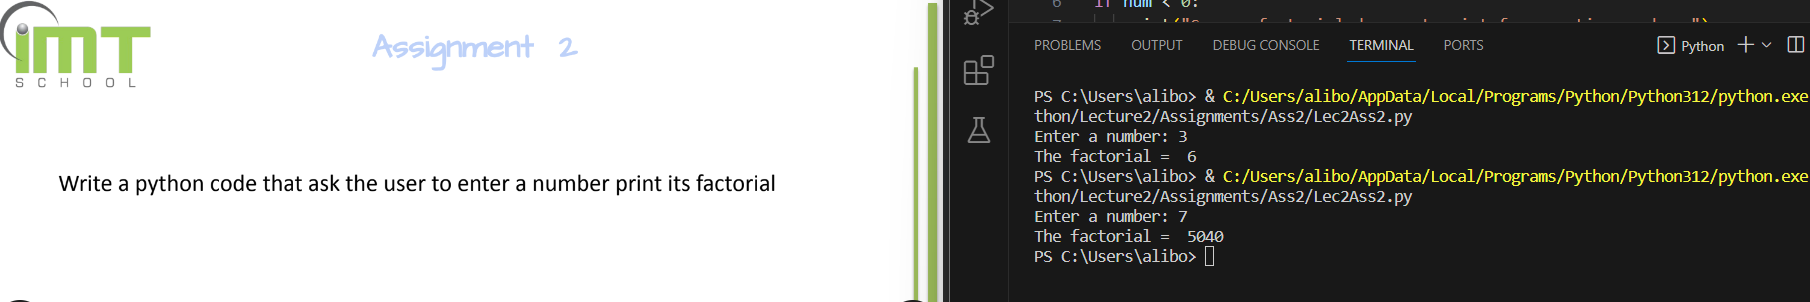 iMT
SCHOOL
Assignment 2
Write a python code that ask the user to enter a number print its factorial
6 if num < 0:
PROBLEMS OUTPUT DEBUG CONSOLE TERMINAL PORTS Python
PS C:\Users\alibo> & C:/Users/alibo/AppData/Local/Programs/Python/Python312/python.exe
thon/Lecture2/Assignments/Ass2/Lec2Ass2.py
Enter a number: 3
The factorial =  6
PS C:\Users\alibo> & C:/Users/alibo/AppData/Local/Programs/Python/Python312/python.exe
thon/Lecture2/Assignments/Ass2/Lec2Ass2.py
Enter a number: 7
The factorial =  5040
PS C:\Users\alibo>